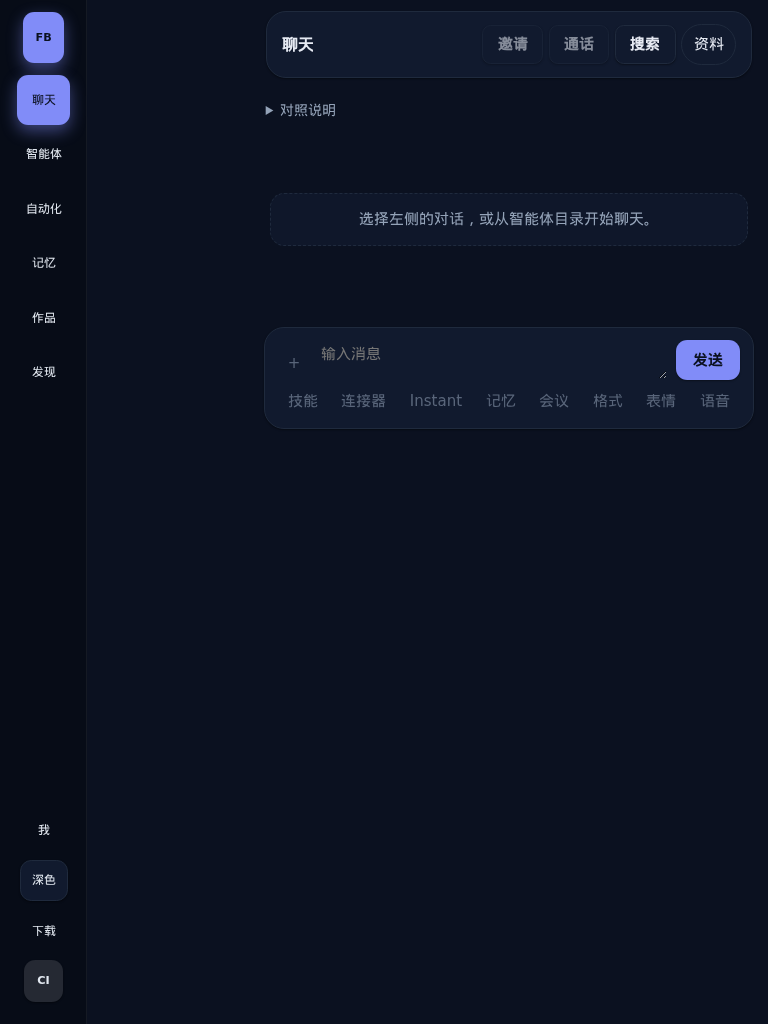 FB
聊天
智能体
自动化
记忆
作品
发现
我
深色
下载
CI
聊天 邀请 通话 搜索 资料
▶ 对照说明
选择左侧的对话，或从智能体目录开始聊天。
+ 输入消息 发送
技能 连接器 Instant 记忆 会议 格式 表情 语音